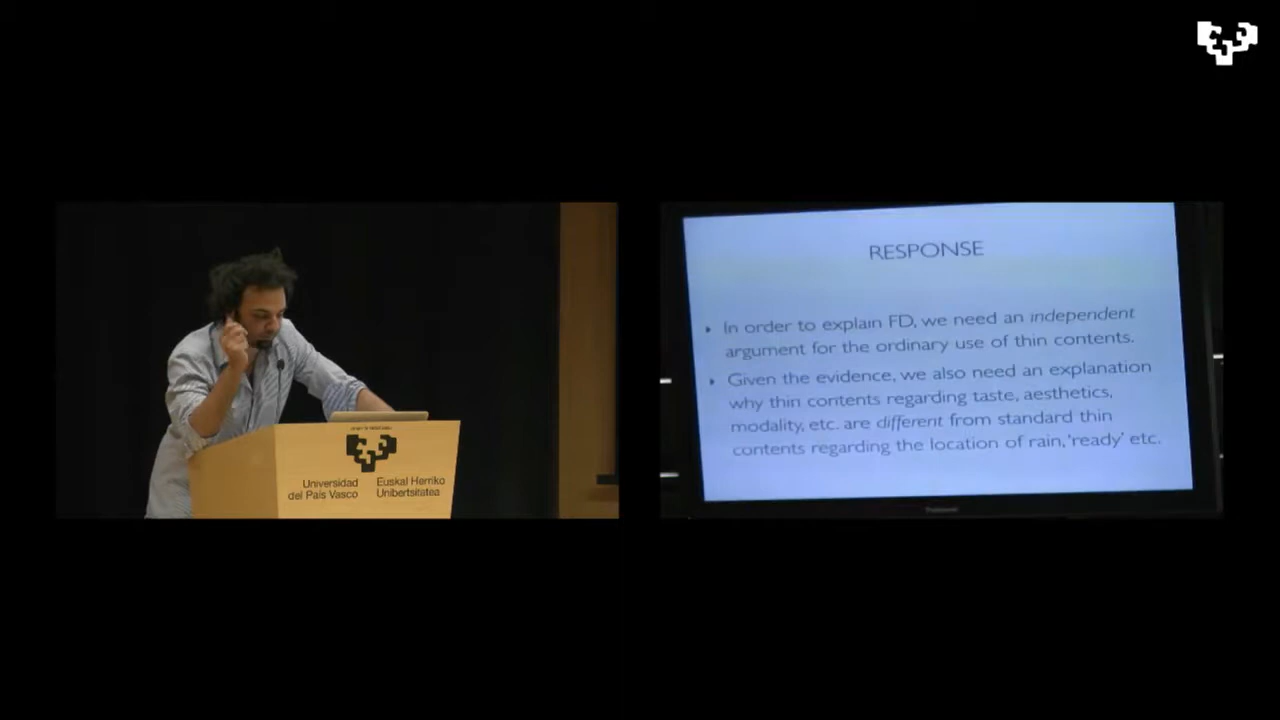 Universidad
del País Vasco
Euskal Herriko
Unibertsitatea
RESPONSE
In order to explain FD, we need an independent
argument for the ordinary use of thin contents.
Given the evidence, we also need an explanation
why thin contents regarding taste, aesthetics,
modality, etc. are different from standard thin
contents regarding the location of rain, 'ready' etc.